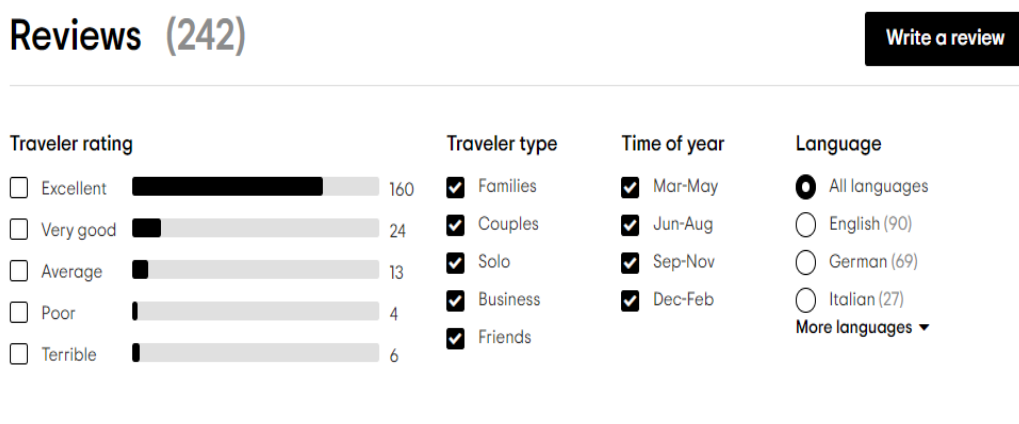 Reviews (242)
Write a review
Traveler rating
Excellent 160
Very good 24
Average 13
Poor 4
Terrible 6
Traveler type
Families
Couples
Solo
Business
Friends
Time of year
Mar-May
Jun-Aug
Sep-Nov
Dec-Feb
Language
All languages
English (90)
German (69)
Italian (27)
More languages